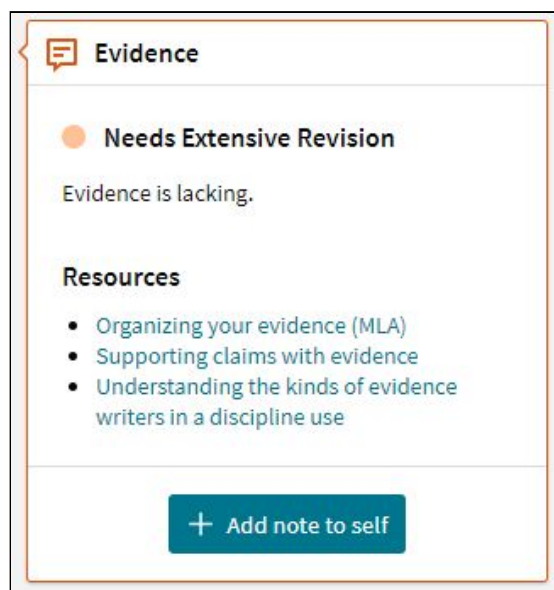 Evidence
Needs Extensive Revision
Evidence is lacking.
Resources
Organizing your evidence (MLA)
Supporting claims with evidence
Understanding the kinds of evidence
writers in a discipline use
+ Add note to self